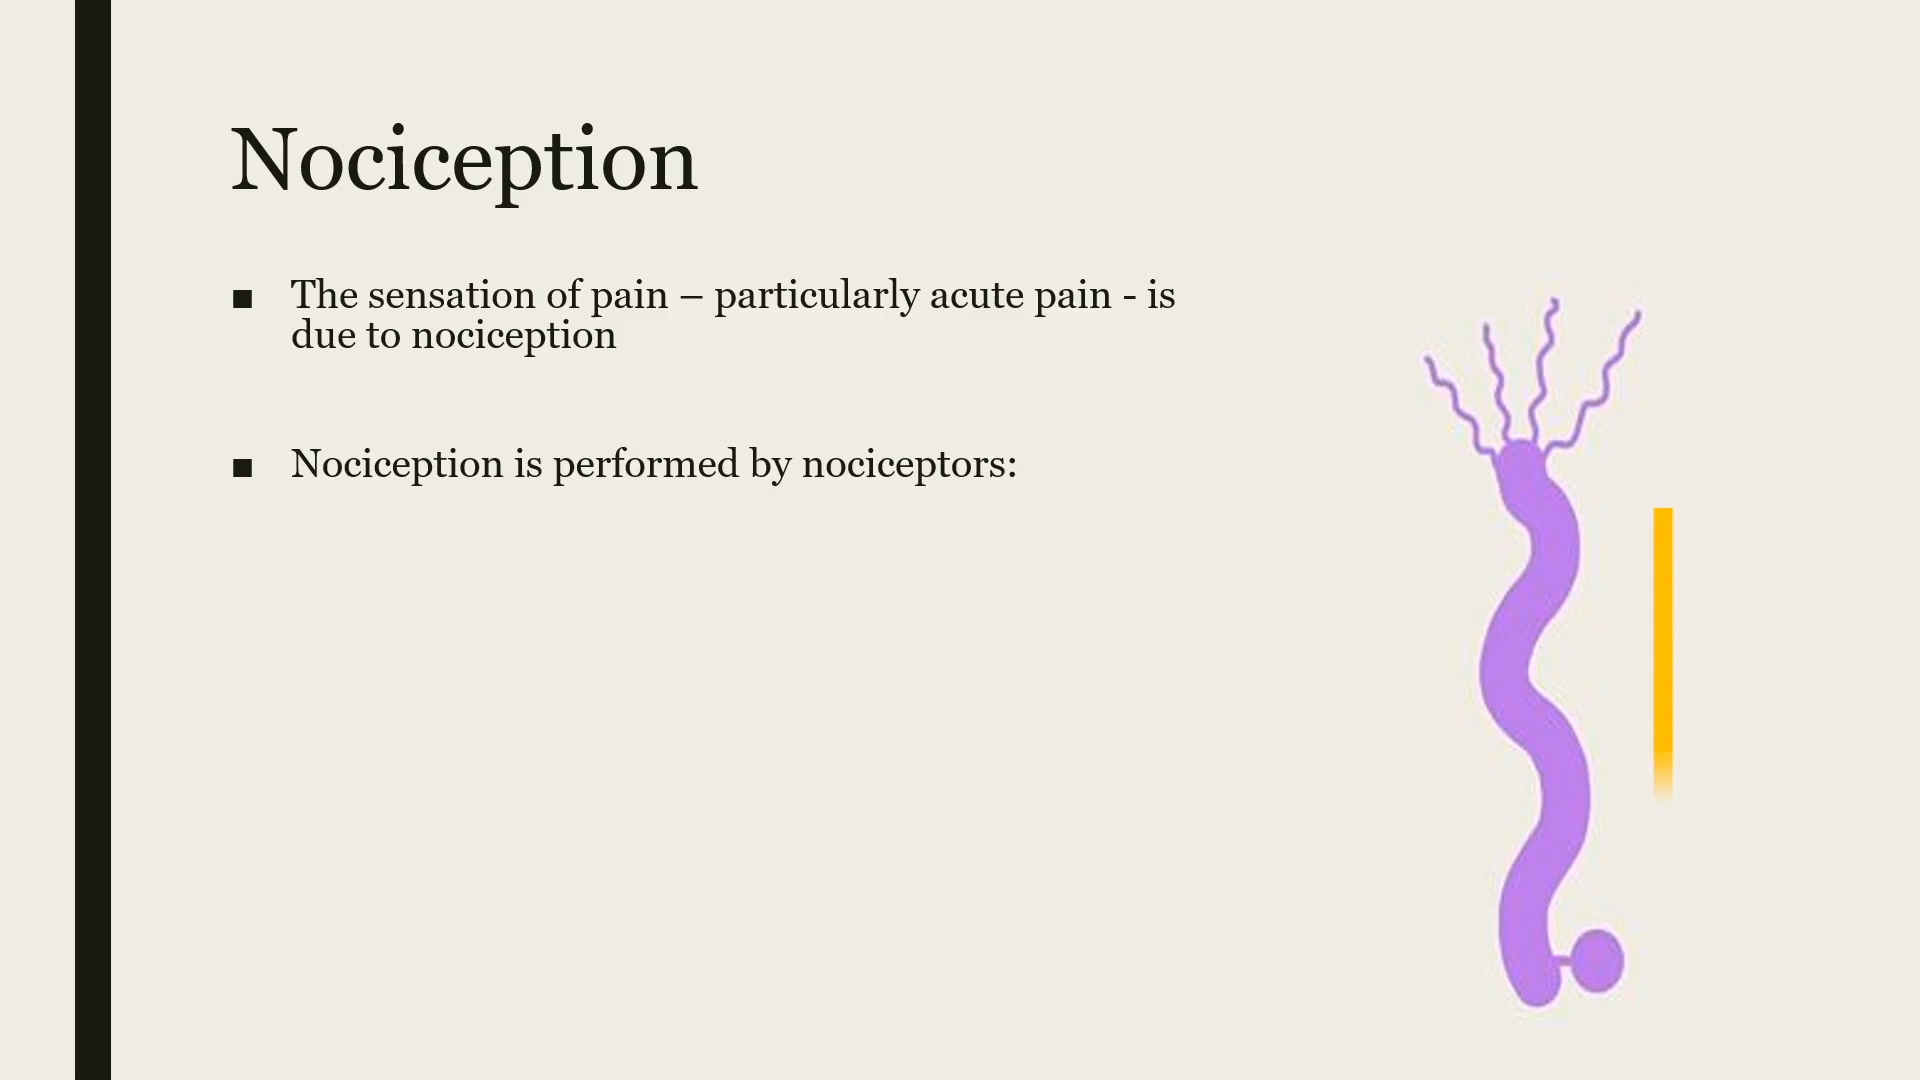 Nociception
■ The sensation of pain – particularly acute pain - is
due to nociception
■ Nociception is performed by nociceptors: